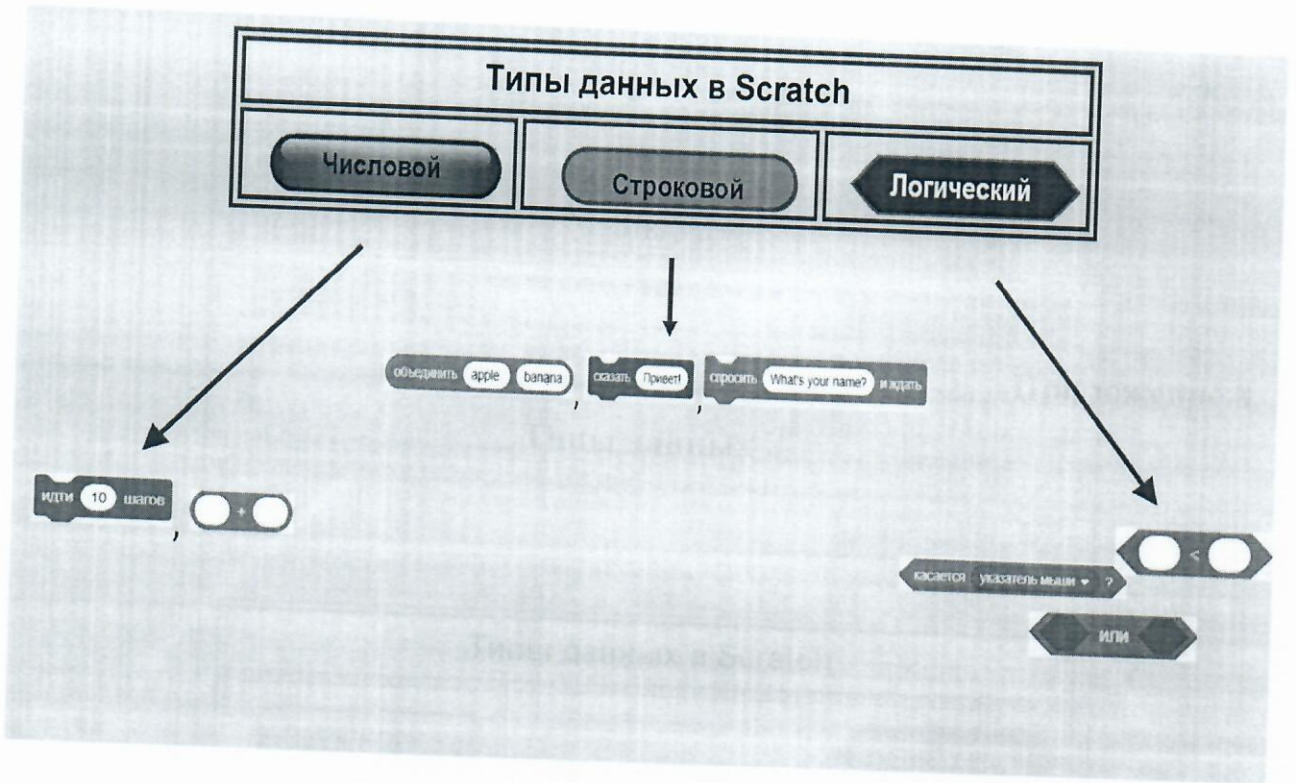 Типы данных в Scratch
Числовой
Строковой
Логический
объединить apple banana , сказать Привет! , спросить What's your name? и ждать
идти 10 шагов , +
<
касается указатель мыши ?
или